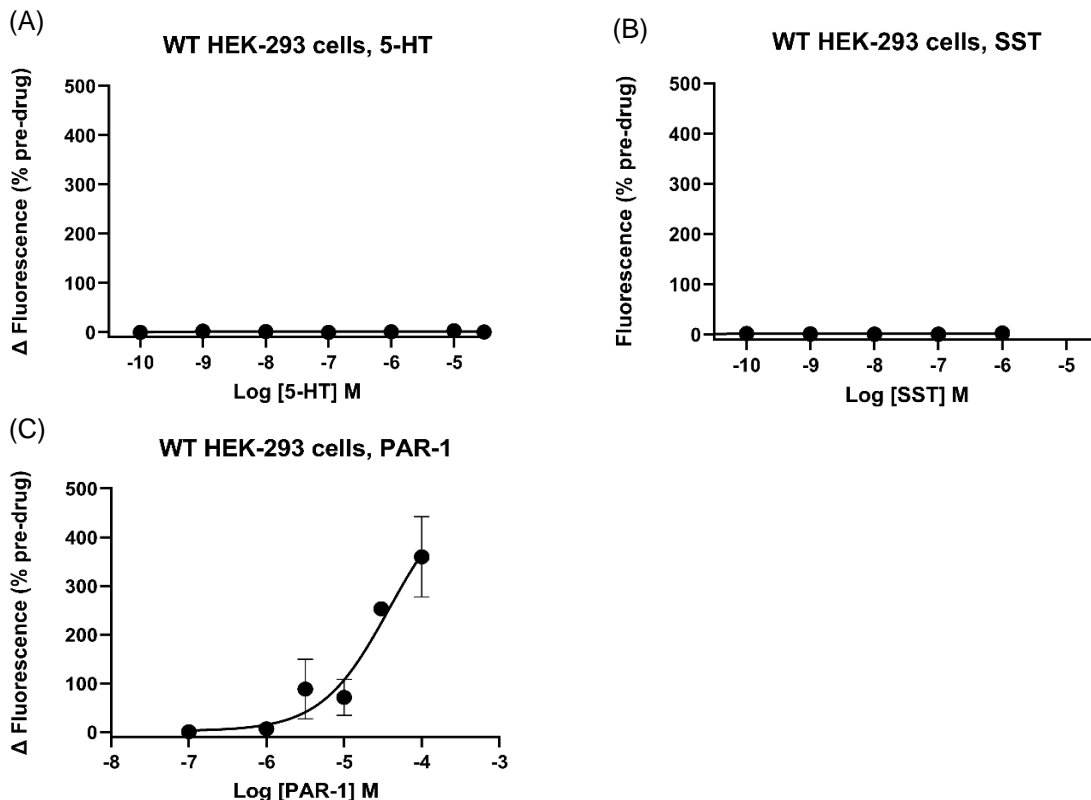 (A)
WT HEK-293 cells, 5-HT
Δ Fluorescence (% pre-drug)
500
400
300
200
100
0
-10 -9 -8 -7 -6 -5
Log [5-HT] M
(B)
WT HEK-293 cells, SST
Fluorescence (% pre-drug)
500
400
300
200
100
0
-10 -9 -8 -7 -6 -5
Log [SST] M
(C)
WT HEK-293 cells, PAR-1
Δ Fluorescence (% pre-drug)
500
400
300
200
100
0
-8 -7 -6 -5 -4 -3
Log [PAR-1] M